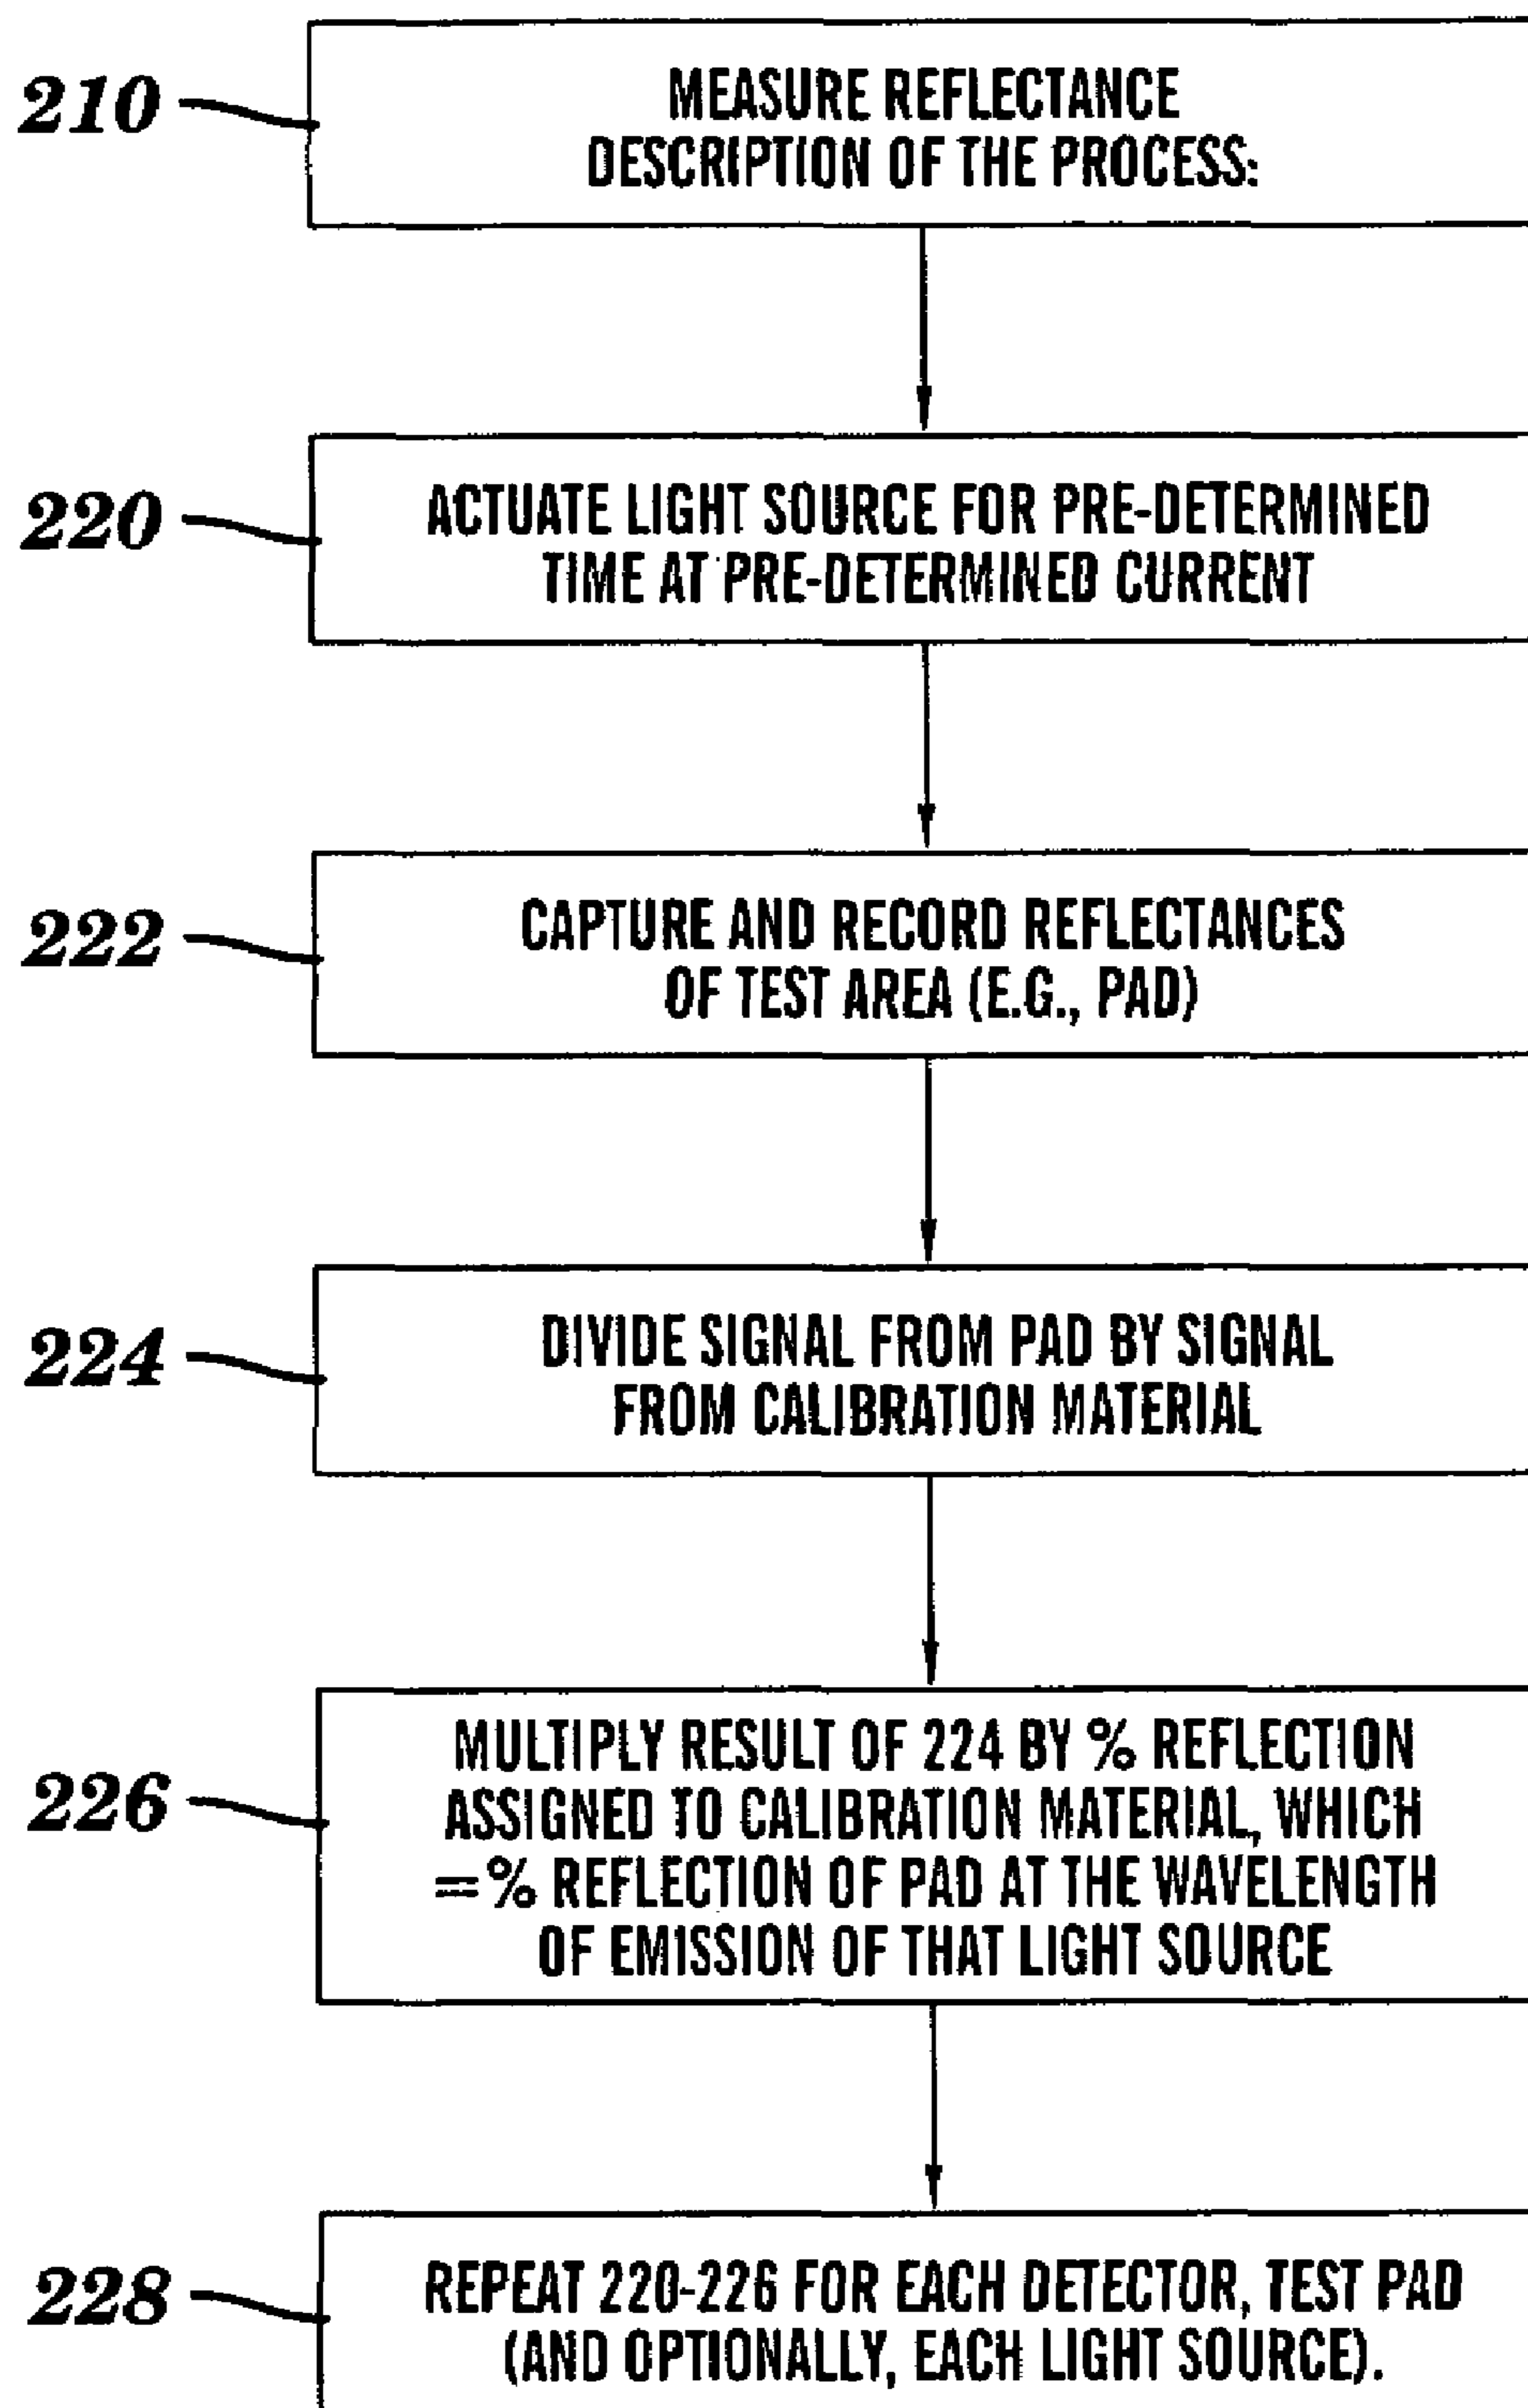 210
MEASURE REFLECTANCE
DESCRIPTION OF THE PROCESS:
220
ACTUATE LIGHT SOURCE FOR PRE-DETERMINED
TIME AT PRE-DETERMINED CURRENT
222
CAPTURE AND RECORD REFLECTANCES
OF TEST AREA (E.G., PAD)
224
DIVIDE SIGNAL FROM PAD BY SIGNAL
FROM CALIBRATION MATERIAL
226
MULTIPLY RESULT OF 224 BY % REFLECTION
ASSIGNED TO CALIBRATION MATERIAL, WHICH
=% REFLECTION OF PAD AT THE WAVELENGTH
OF EMISSION OF THAT LIGHT SOURCE
228
REPEAT 220-226 FOR EACH DETECTOR, TEST PAD
(AND OPTIONALLY, EACH LIGHT SOURCE).